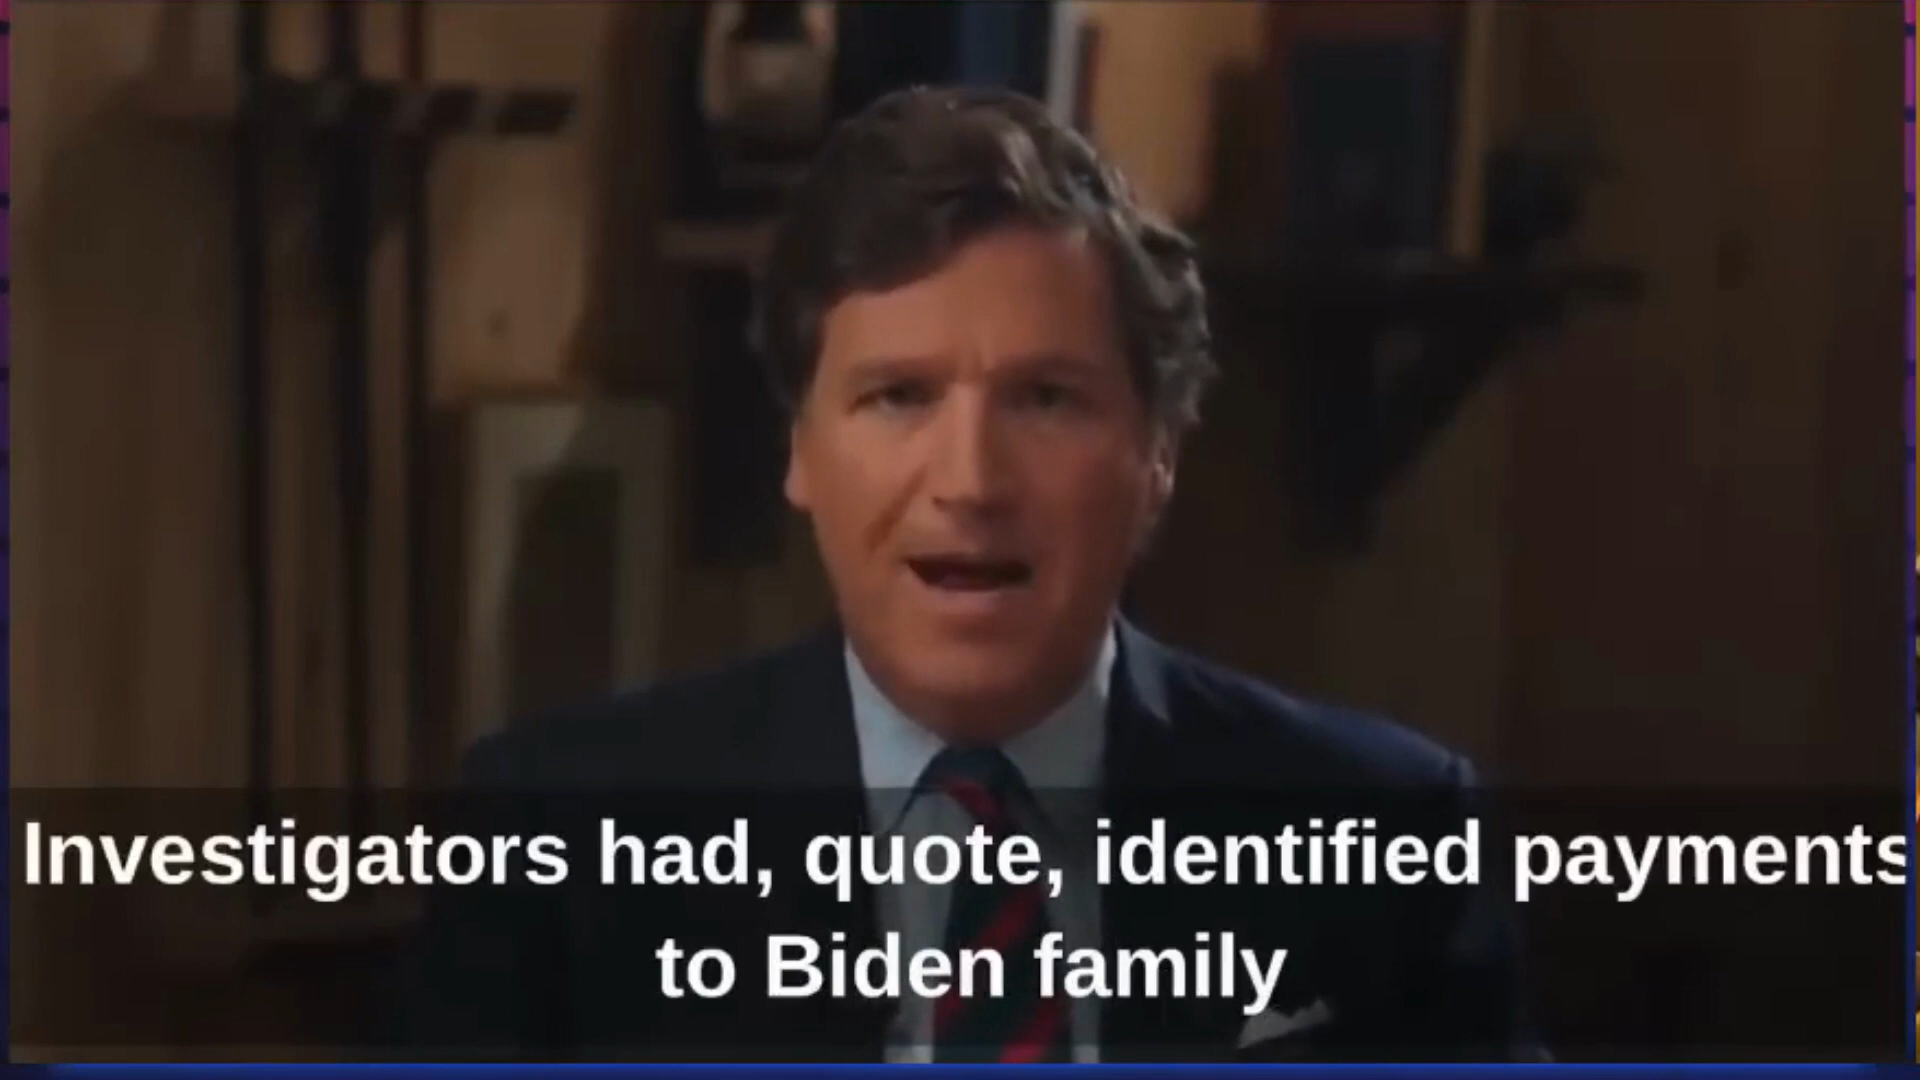 Investigators had, quote, identified payments
to Biden family